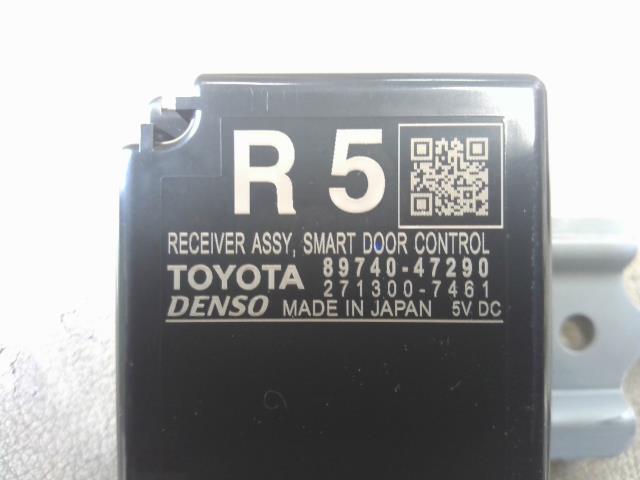 R 5
RECEIVER ASSY, SMART DOOR CONTROL
TOYOTA 89740-47290
271300-7461
DENSO MADE IN JAPAN 5V DC